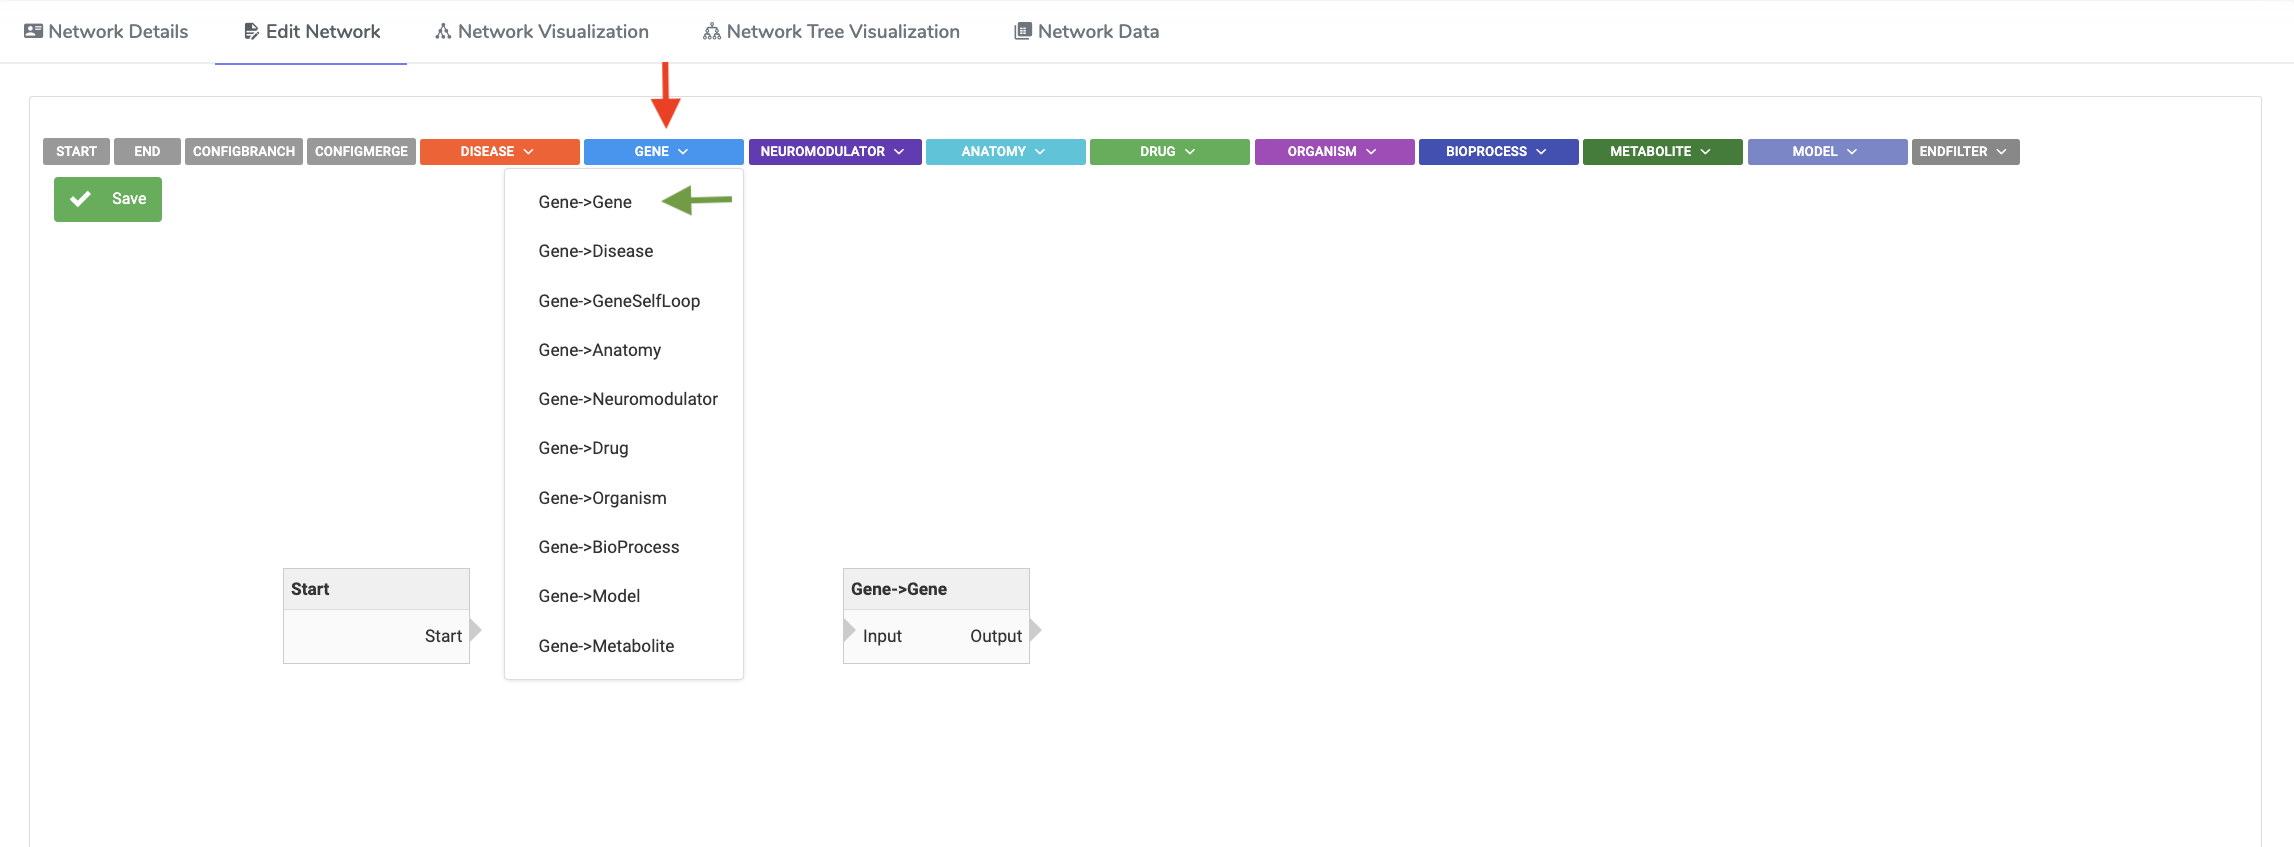 Network Details Edit Network Network Visualization Network Tree Visualization Network Data
START END CONFIGBRANCH CONFIGMERGE DISEASE GENE NEUROMODULATOR ANATOMY DRUG ORGANISM BIOPROCESS METABOLITE MODEL ENDFILTER
Save
Gene->Gene
Gene->Disease
Gene->GeneSelfLoop
Gene->Anatomy
Gene->Neuromodulator
Gene->Drug
Gene->Organism
Gene->BioProcess
Gene->Model
Gene->Metabolite
Start
Start
Gene->Gene
Input Output